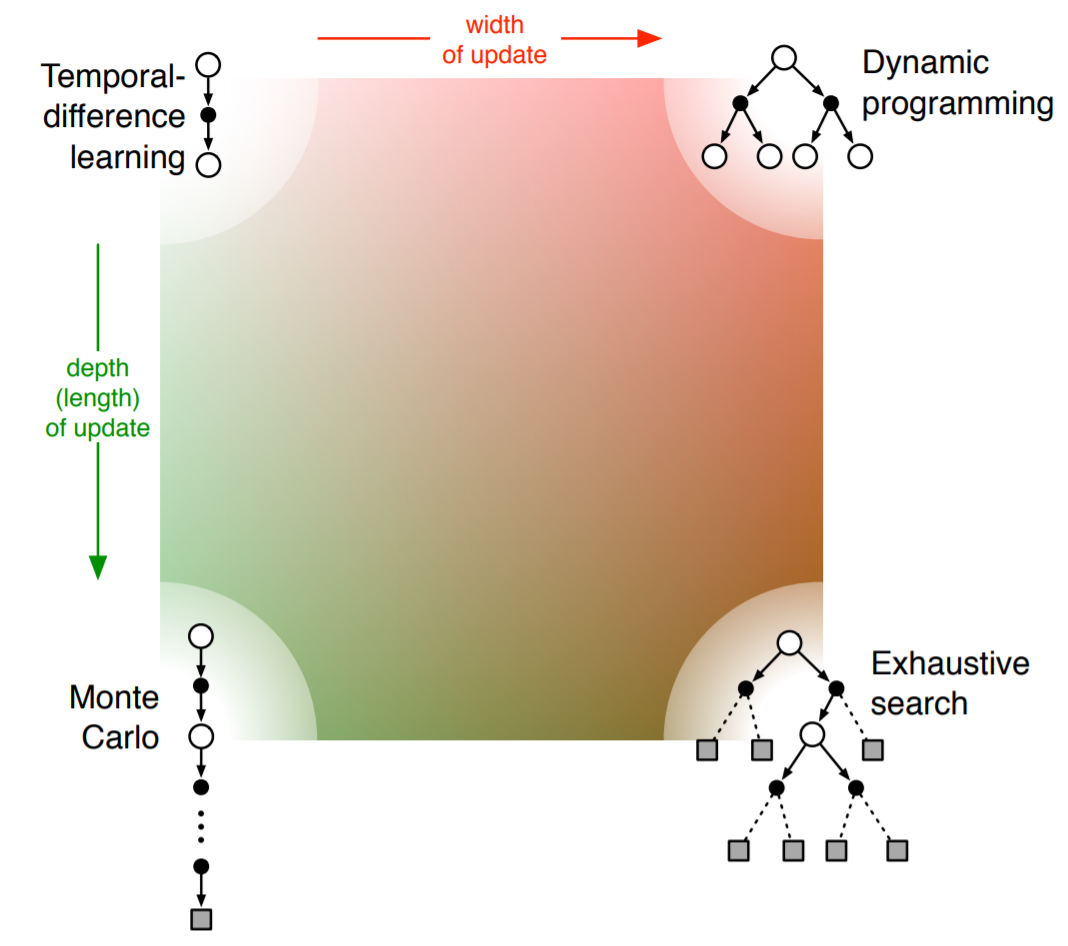 width
of update
Temporal-
difference
learning
Dynamic
programming
depth
(length)
of update
Monte
Carlo
Exhaustive
search